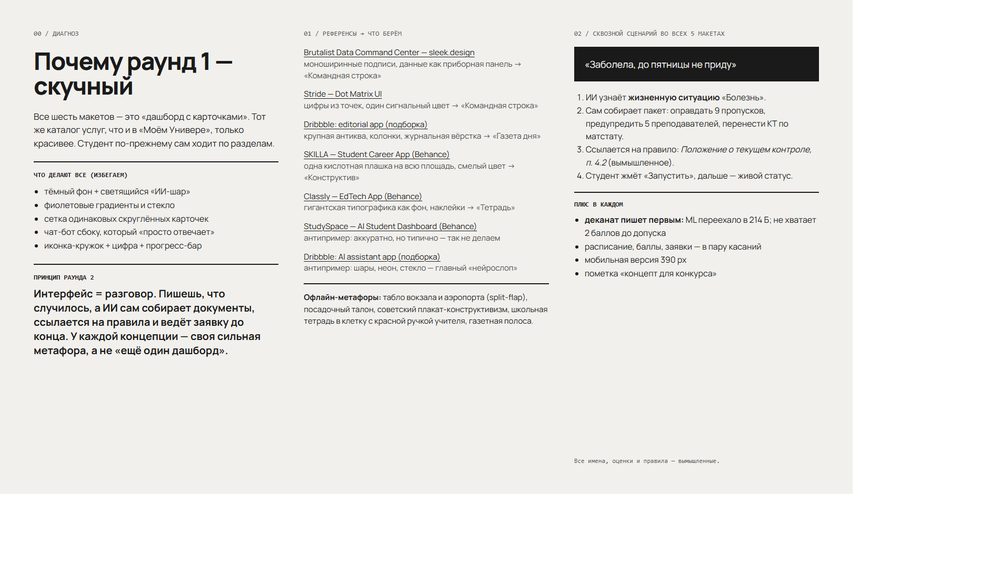 00 / ДИАГНОЗ
Почему раунд 1 —
скучный
Все шесть макетов — это «дашборд с карточками». Тот
же каталог услуг, что и в «Моём Универе», только
красивее. Студент по-прежнему сам ходит по разделам.
ЧТО ДЕЛАЮТ ВСЕ (ИЗБЕГАЕМ)
• тёмный фон + светящийся «ИИ-шар»
• фиолетовые градиенты и стекло
• сетка одинаковых скруглённых карточек
• чат-бот сбоку, который «просто отвечает»
• иконка-кружок + цифра + прогресс-бар
ПРИНЦИП РАУНДА 2
Интерфейс = разговор. Пишешь, что
случилось, а ИИ сам собирает документы,
ссылается на правила и ведёт заявку до
конца. У каждой концепции — своя сильная
метафора, а не «ещё один дашборд».
01 / РЕФЕРЕНСЫ → ЧТО БЕРЁМ
Brutalist Data Command Center — sleek.design
моноширинные подписи, данные как приборная панель →
«Командная строка»
Stride — Dot Matrix UI
цифры из точек, один сигнальный цвет → «Командная строка»
Dribbble: editorial app (подборка)
крупная антиква, колонки, журнальная вёрстка → «Газета дня»
SKILLA — Student Career App (Behance)
одна кислотная плашка на всю площадь, смелый цвет →
«Конструктив»
Classly — EdTech App (Behance)
гигантская типографика как фон, наклейки → «Тетрадь»
StudySpace — AI Student Dashboard (Behance)
антипример: аккуратно, но типично — так не делаем
Dribbble: AI assistant app (подборка)
антипример: шары, неон, стекло — главный «нейрослоп»
Офлайн-метафоры: табло вокзала и аэропорта (split-flap),
посадочный талон, советский плакат-конструктивизм, школьная
тетрадь в клетку с красной ручкой учителя, газетная полоса.
02 / СКВОЗНОЙ СЦЕНАРИЙ ВО ВСЕХ 5 МАКЕТАХ
«Заболела, до пятницы не приду»
1. ИИ узнаёт жизненную ситуацию «Болезнь».
2. Сам собирает пакет: оправдать 9 пропусков,
предупредить 5 преподавателей, перенести КТ по
матстату.
3. Ссылается на правило: Положение о текущем контроле,
п. 4.2 (вымышленное).
4. Студент жмёт «Запустить», дальше — живой статус.
ПЛЮС В КАЖДОМ
• деканат пишет первым: ML переехало в 214 Б; не хватает
2 баллов до допуска
• расписание, баллы, заявки — в пару касаний
• мобильная версия 390 px
• пометка «концепт для конкурса»
Все имена, оценки и правила — вымышленные.